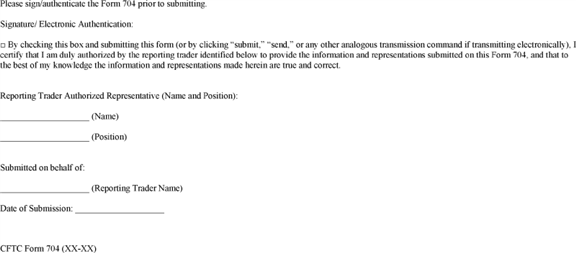 Please sign/authenticate the Form 704 prior to submitting.
Signature/ Electronic Authentication:
□ By checking this box and submitting this form (or by clicking “submit,” “send,” or any other analogous transmission command if transmitting electronically), I
certify that I am duly authorized by the reporting trader identified below to provide the information and representations submitted on this Form 704, and that to
the best of my knowledge the information and representations made herein are true and correct.
Reporting Trader Authorized Representative (Name and Position):
____________________ (Name)
____________________ (Position)
Submitted on behalf of:
____________________ (Reporting Trader Name)
Date of Submission: ____________________
CFTC Form 704 (XX-XX)